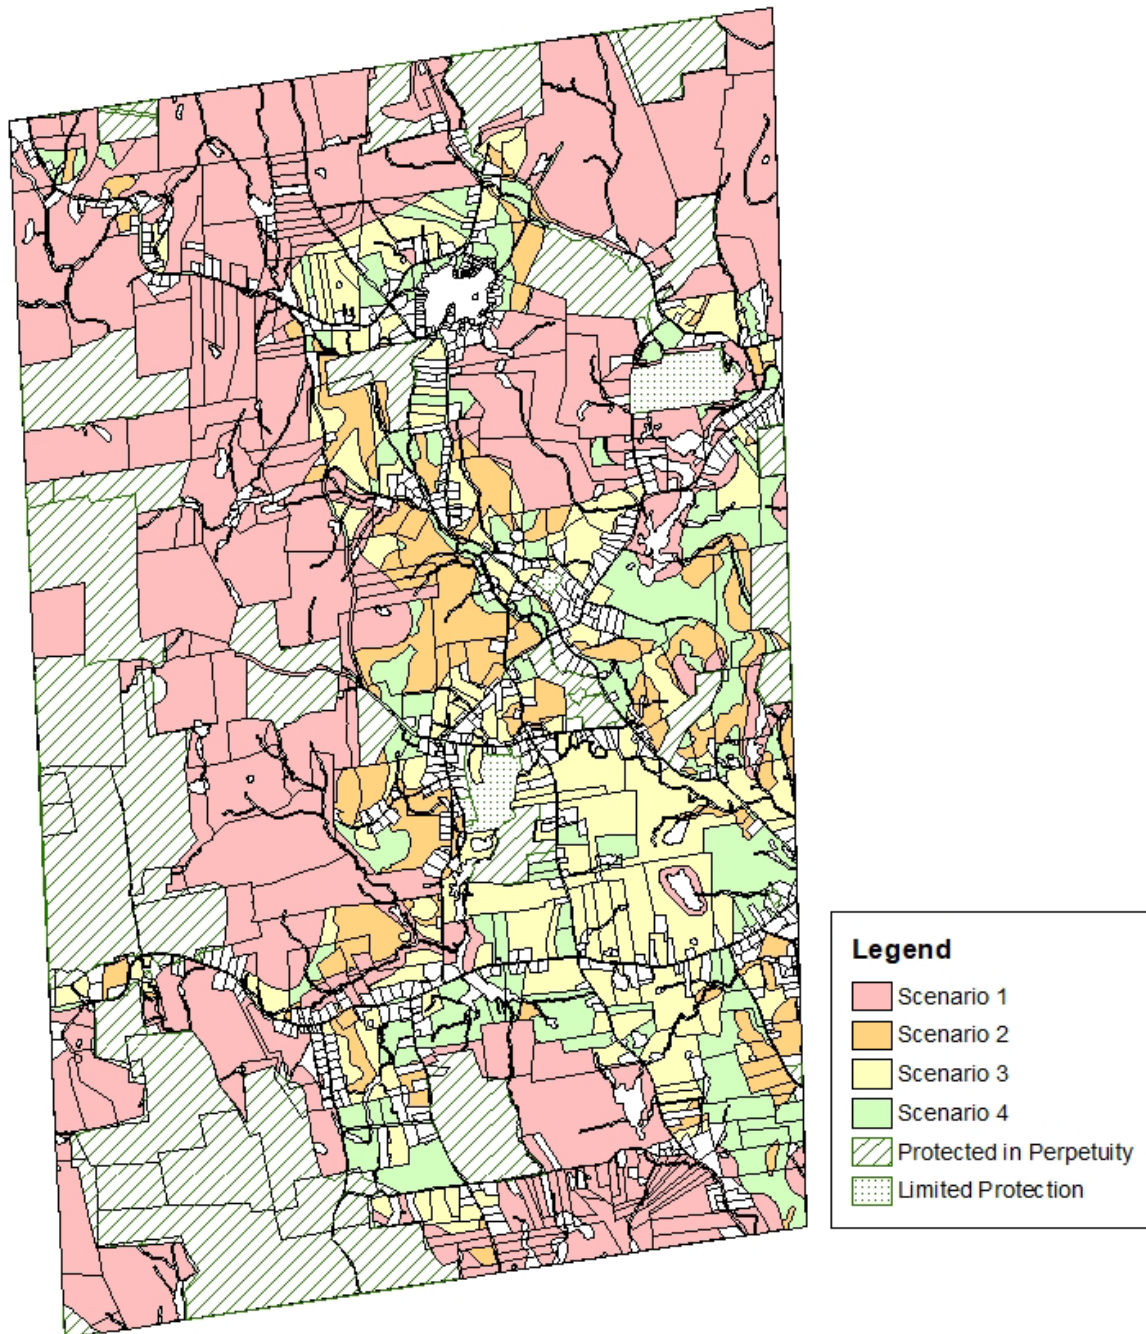 Legend
Scenario 1
Scenario 2
Scenario 3
Scenario 4
Protected in Perpetuity
Limited Protection